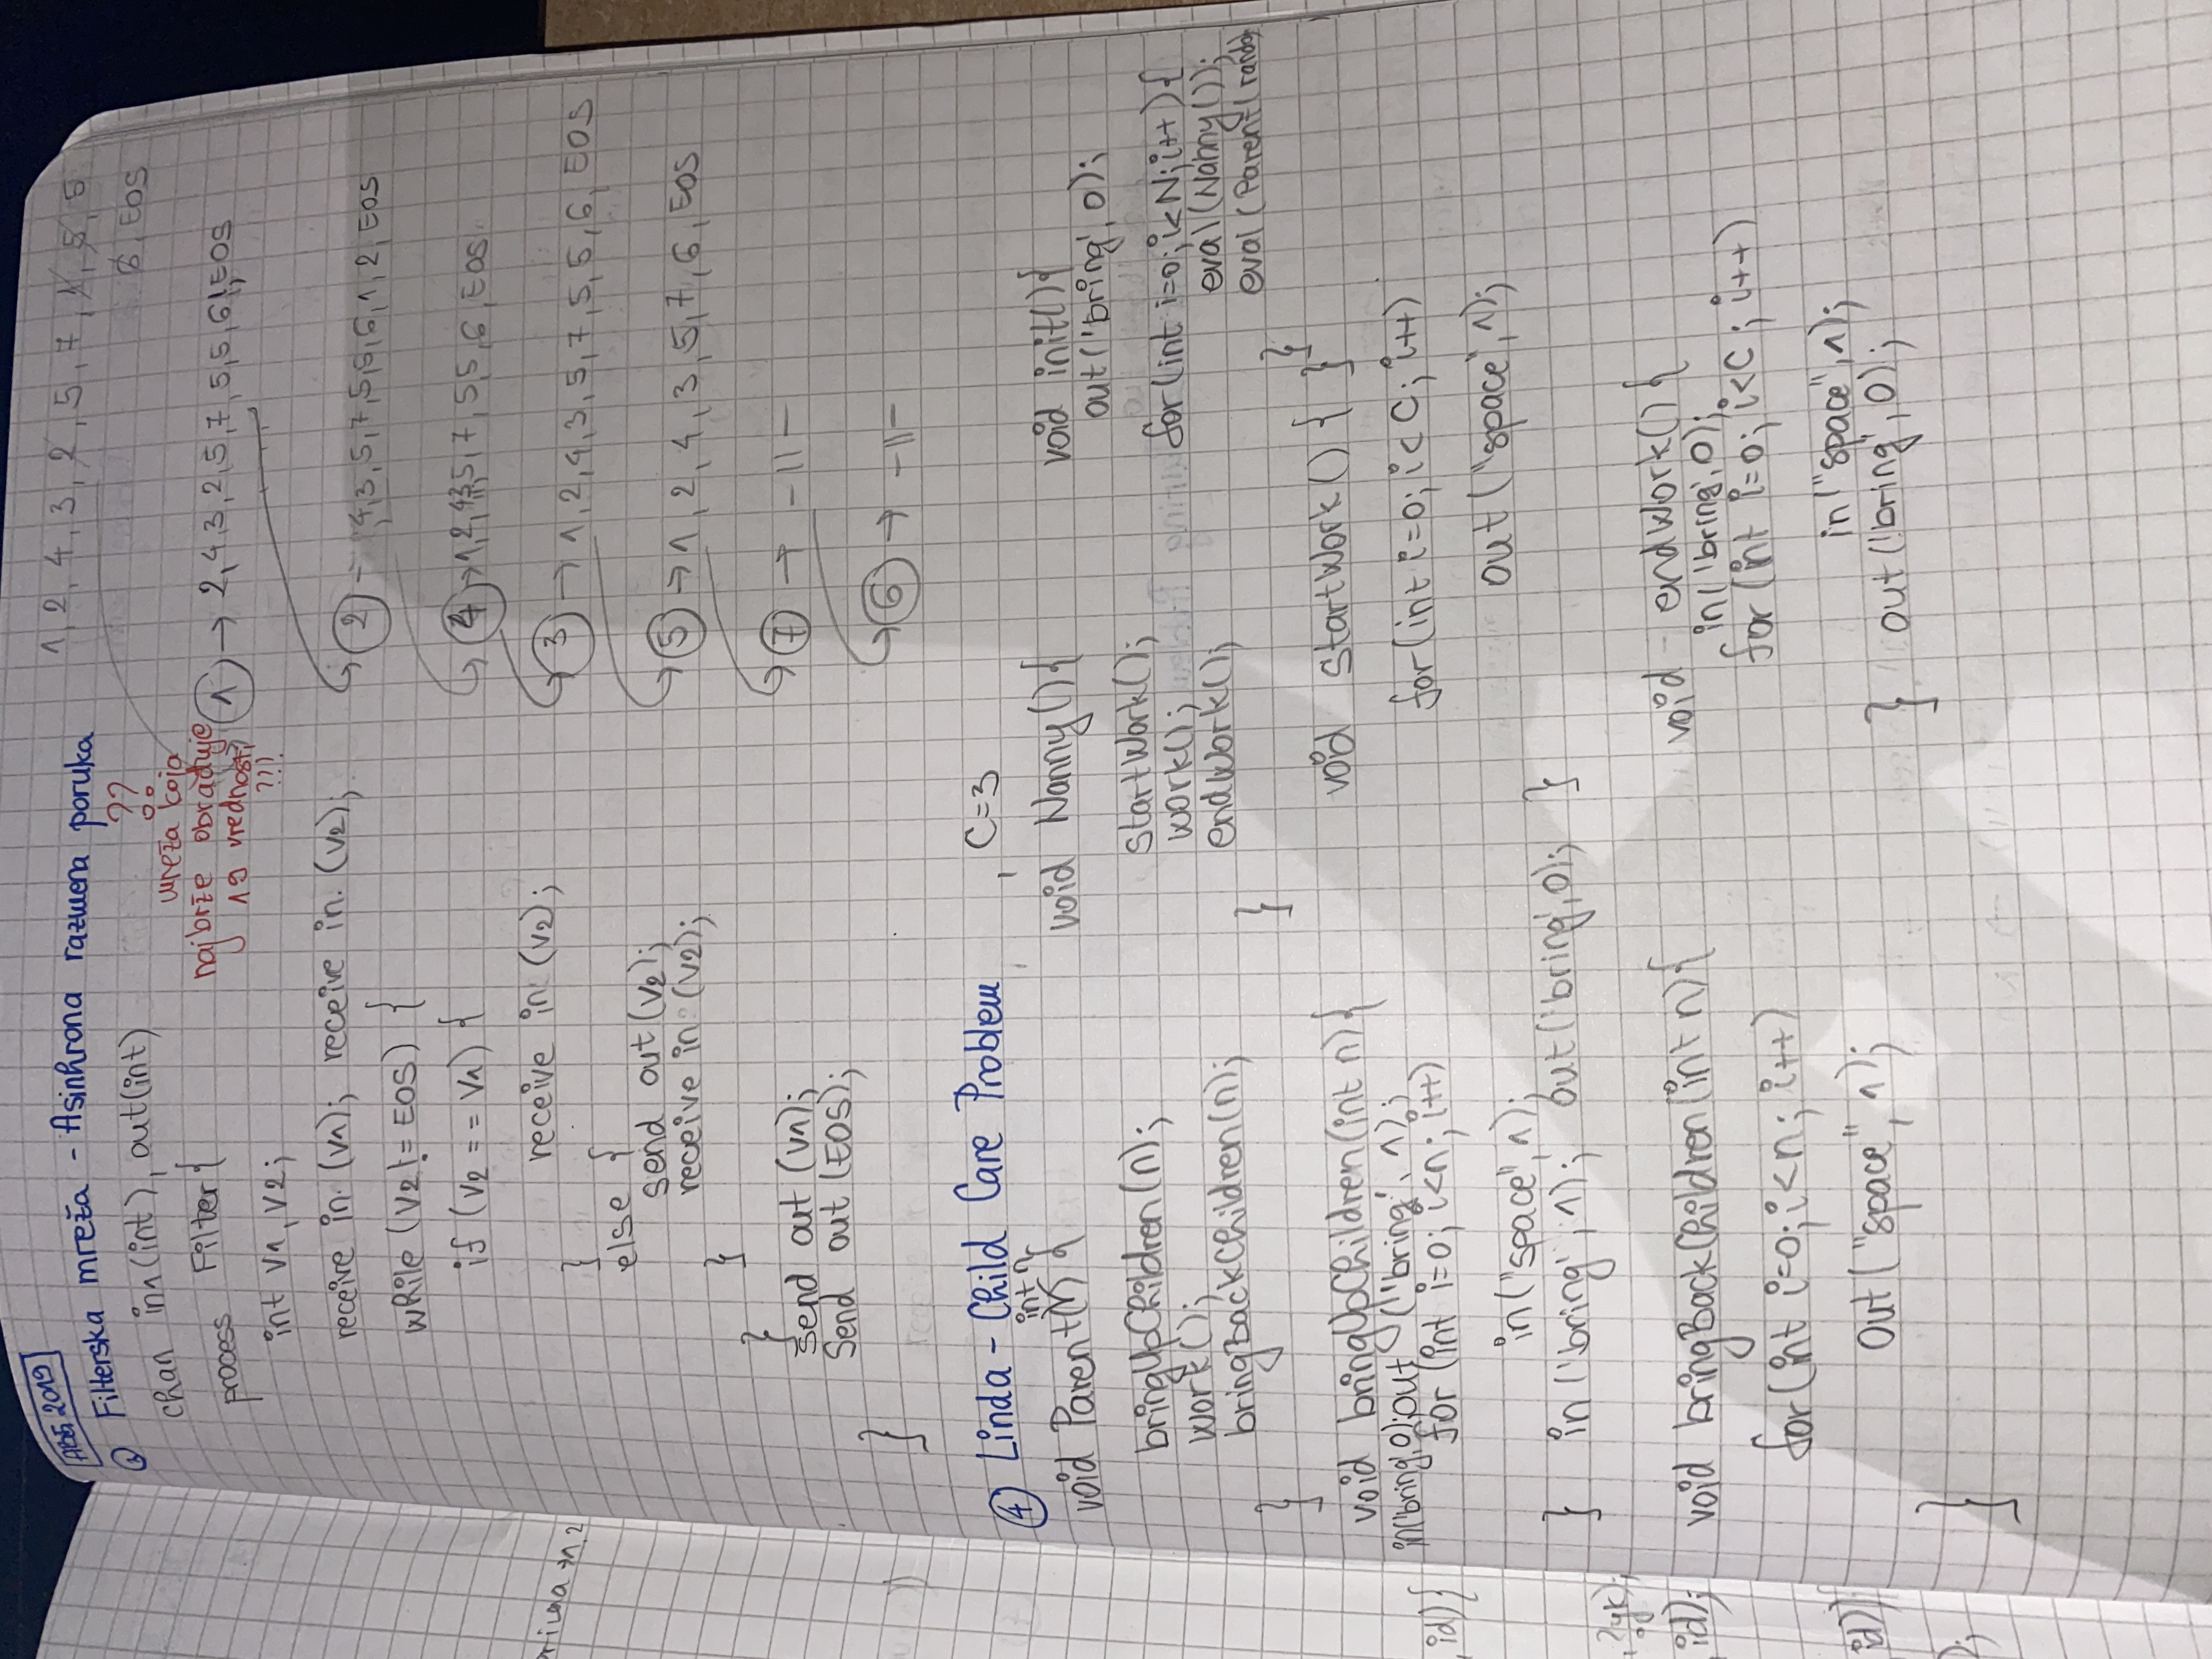 2019
Filterska mreža - Asinhrona razmena poruka
1, 2, 4, 3, 2, 5, 7, 1, 5, 5
6, EOS
chan in1(int), out(int)
??
mreža koja
najbrže obrađuje
19 vrednosti
???
process Filter{
int v1, v2;
receive in (v1); receive in (v2);
while (v2 != EOS) {
if (v2 == v1) {
receive in (v2);
}
else {
send out (v2);
receive in (v2);
}
}
send out (v1);
Send out (EOS);
}
1 → 2,4,3,2,5,7,5,5,6,1,EOS
2 - 4,3,5,7,5,5,6,1,2,EOS
4 → 1,2,4,3,5,7,5,5,6,EOS
3 → 1,2,4,3,5,7,5,5,6, EOS
5 → 1, 2, 4, 3, 5, 7, 6, EOS
7 → -11-
6 → -11-
4 Linda - Child Care Problem , C=3
int n
void Parent() {
bringUpChildren(n);
work();
bringBackChildren(n);
}
void Nanny(){
startWork();
work();
endWork();
}
void init(){
out('bring', 0);
for(int i=0; i<N; i++){
eval(Nanny());
eval(Parent(
}
}
void bringUpChildren(int n){
in('bring', 0); out ('bring', 1);
for (int i=0; i<n; i++)
in("space", 1);
} in ('bring', 1); out('bring', 0);
void startWork() {
for(int i=0; i<C; i++)
out ("space", 1);
}
void bringBackChildren(int n){
for(int i=0; i<n; i++)
out ("space", 1);
}
void endWork() {
in('bring', 0);
for (int i=0; i<C; i++)
in("space", 1);
} out('bring', 0);
, id){
, ?yk);
id);
id))
);